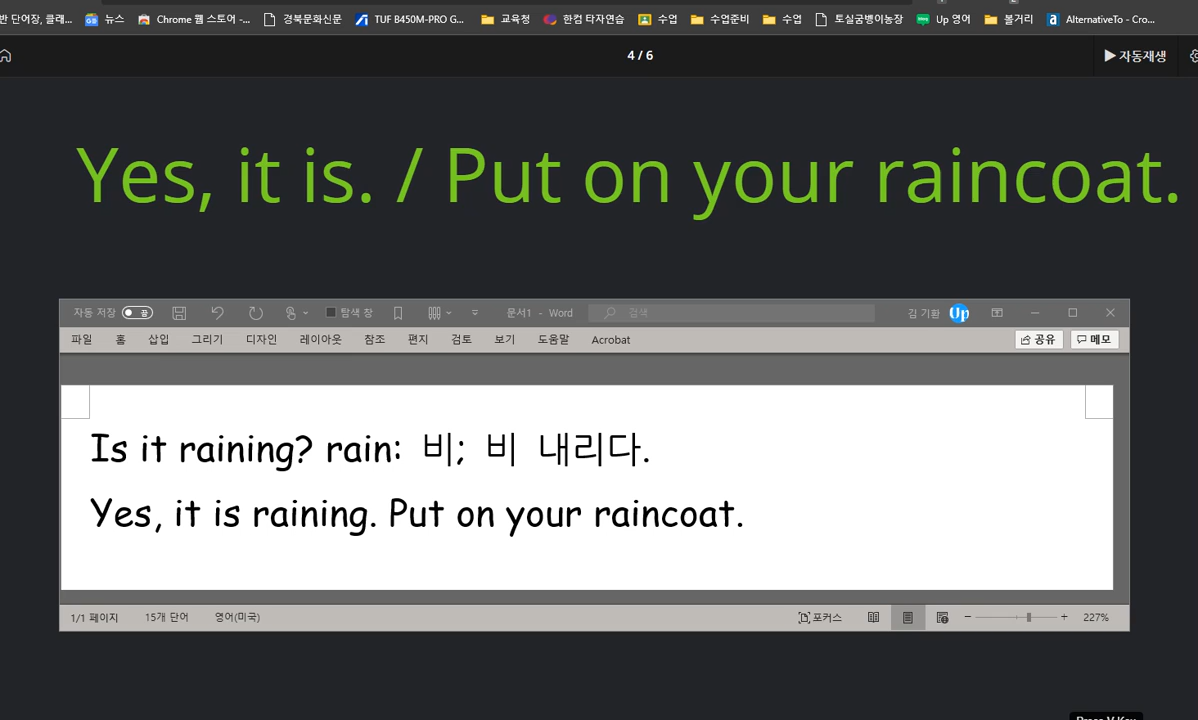 반 단어장, 클래... 뉴스 Chrome 웹 스토어 -... 경북문화신문 TUF B450M-PRO G... 교육청 한컴 타자연습 수업 수업준비 수업 토실굼벵이농장 Up 영어 볼거리 AlternativeTo - Cro...
4 / 6 ▶ 자동재생
Yes, it is. / Put on your raincoat.
자동 저장 끔 탐색 창 문서1 - Word 검색 김 기환 Up
파일 홈 삽입 그리기 디자인 레이아웃 참조 편지 검토 보기 도움말 Acrobat 공유 메모
Is it raining? rain: 비; 비 내리다.
Yes, it is raining. Put on your raincoat.
1/1 페이지 15개 단어 영어(미국) 포커스 227%
Press V Key